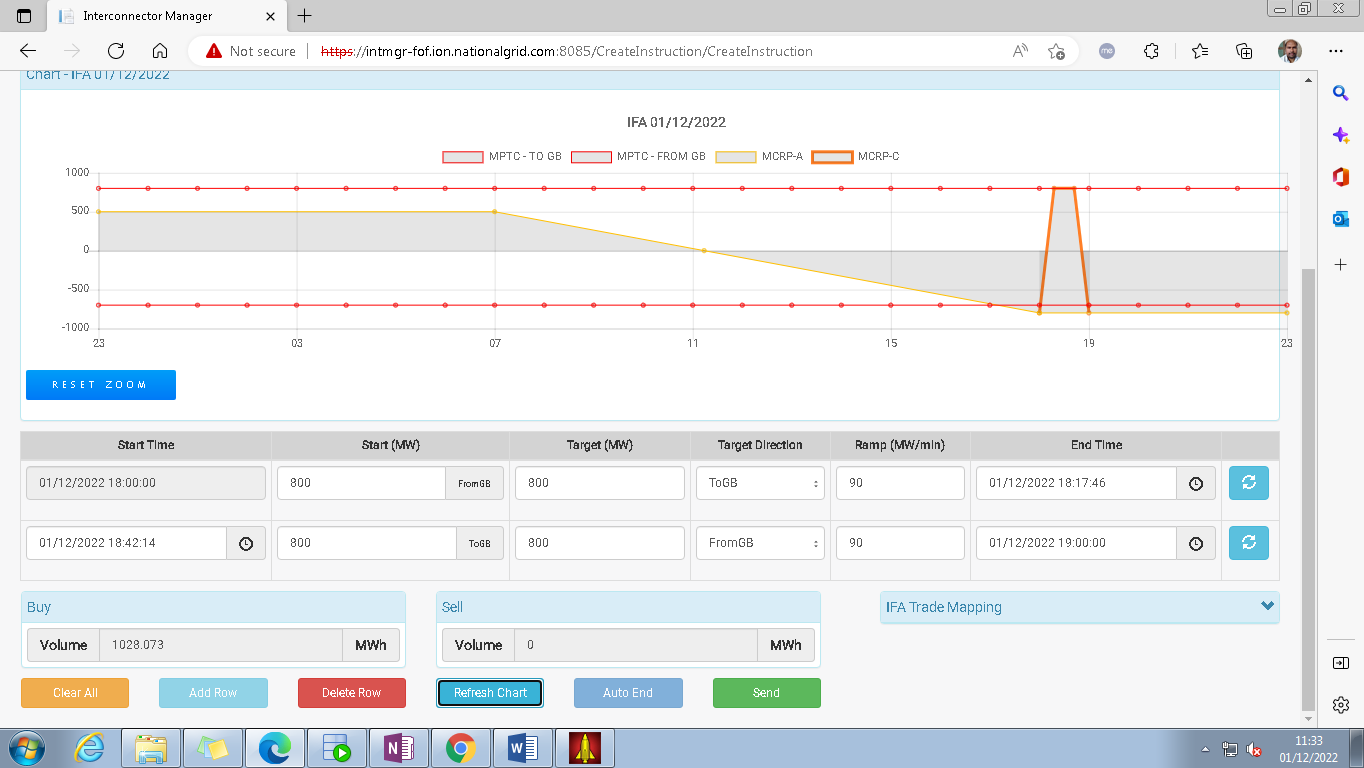 Interconnector Manager
Not secure https://intmgr-fof.ion.nationalgrid.com:8085/CreateInstruction/CreateInstruction
me
Chart - IFA 01/12/2022
IFA 01/12/2022
MPTC - TO GB MPTC - FROM GB MCRP-A MCRP-C
1000
500
0
-500
-1000
23 03 07 11 15 19 23
RESET ZOOM
Start Time Start (MW) Target (MW) Target Direction Ramp (MW/min) End Time
01/12/2022 18:00:00 800 FromGB 800 ToGB 90 01/12/2022 18:17:46
01/12/2022 18:42:14 800 ToGB 800 FromGB 90 01/12/2022 19:00:00
Buy Sell IFA Trade Mapping
Volume 1028.073 MWh Volume 0 MWh
Clear All Add Row Delete Row Refresh Chart Auto End Send
11:33
01/12/2022